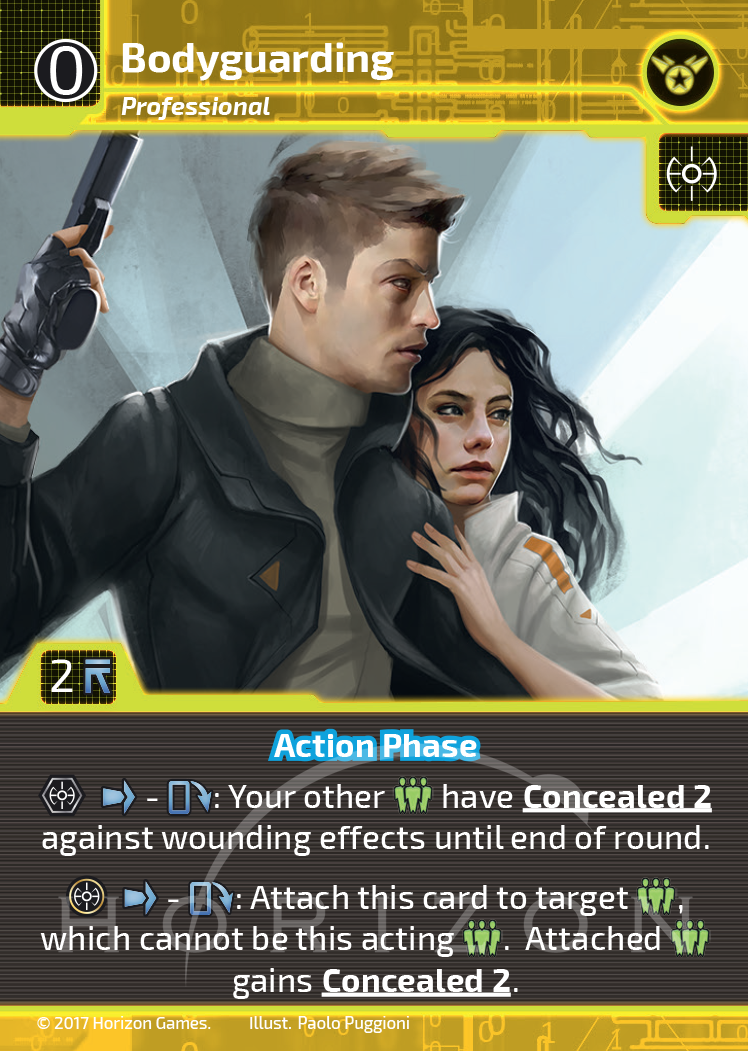 0
Bodyguarding
Professional
2
Action Phase
- : Your other have Concealed 2
against wounding effects until end of round.
- : Attach this card to target ,
which cannot be this acting . Attached
gains Concealed 2.
HORIZON
© 2017 Horizon Games. Illust. Paolo Puggioni